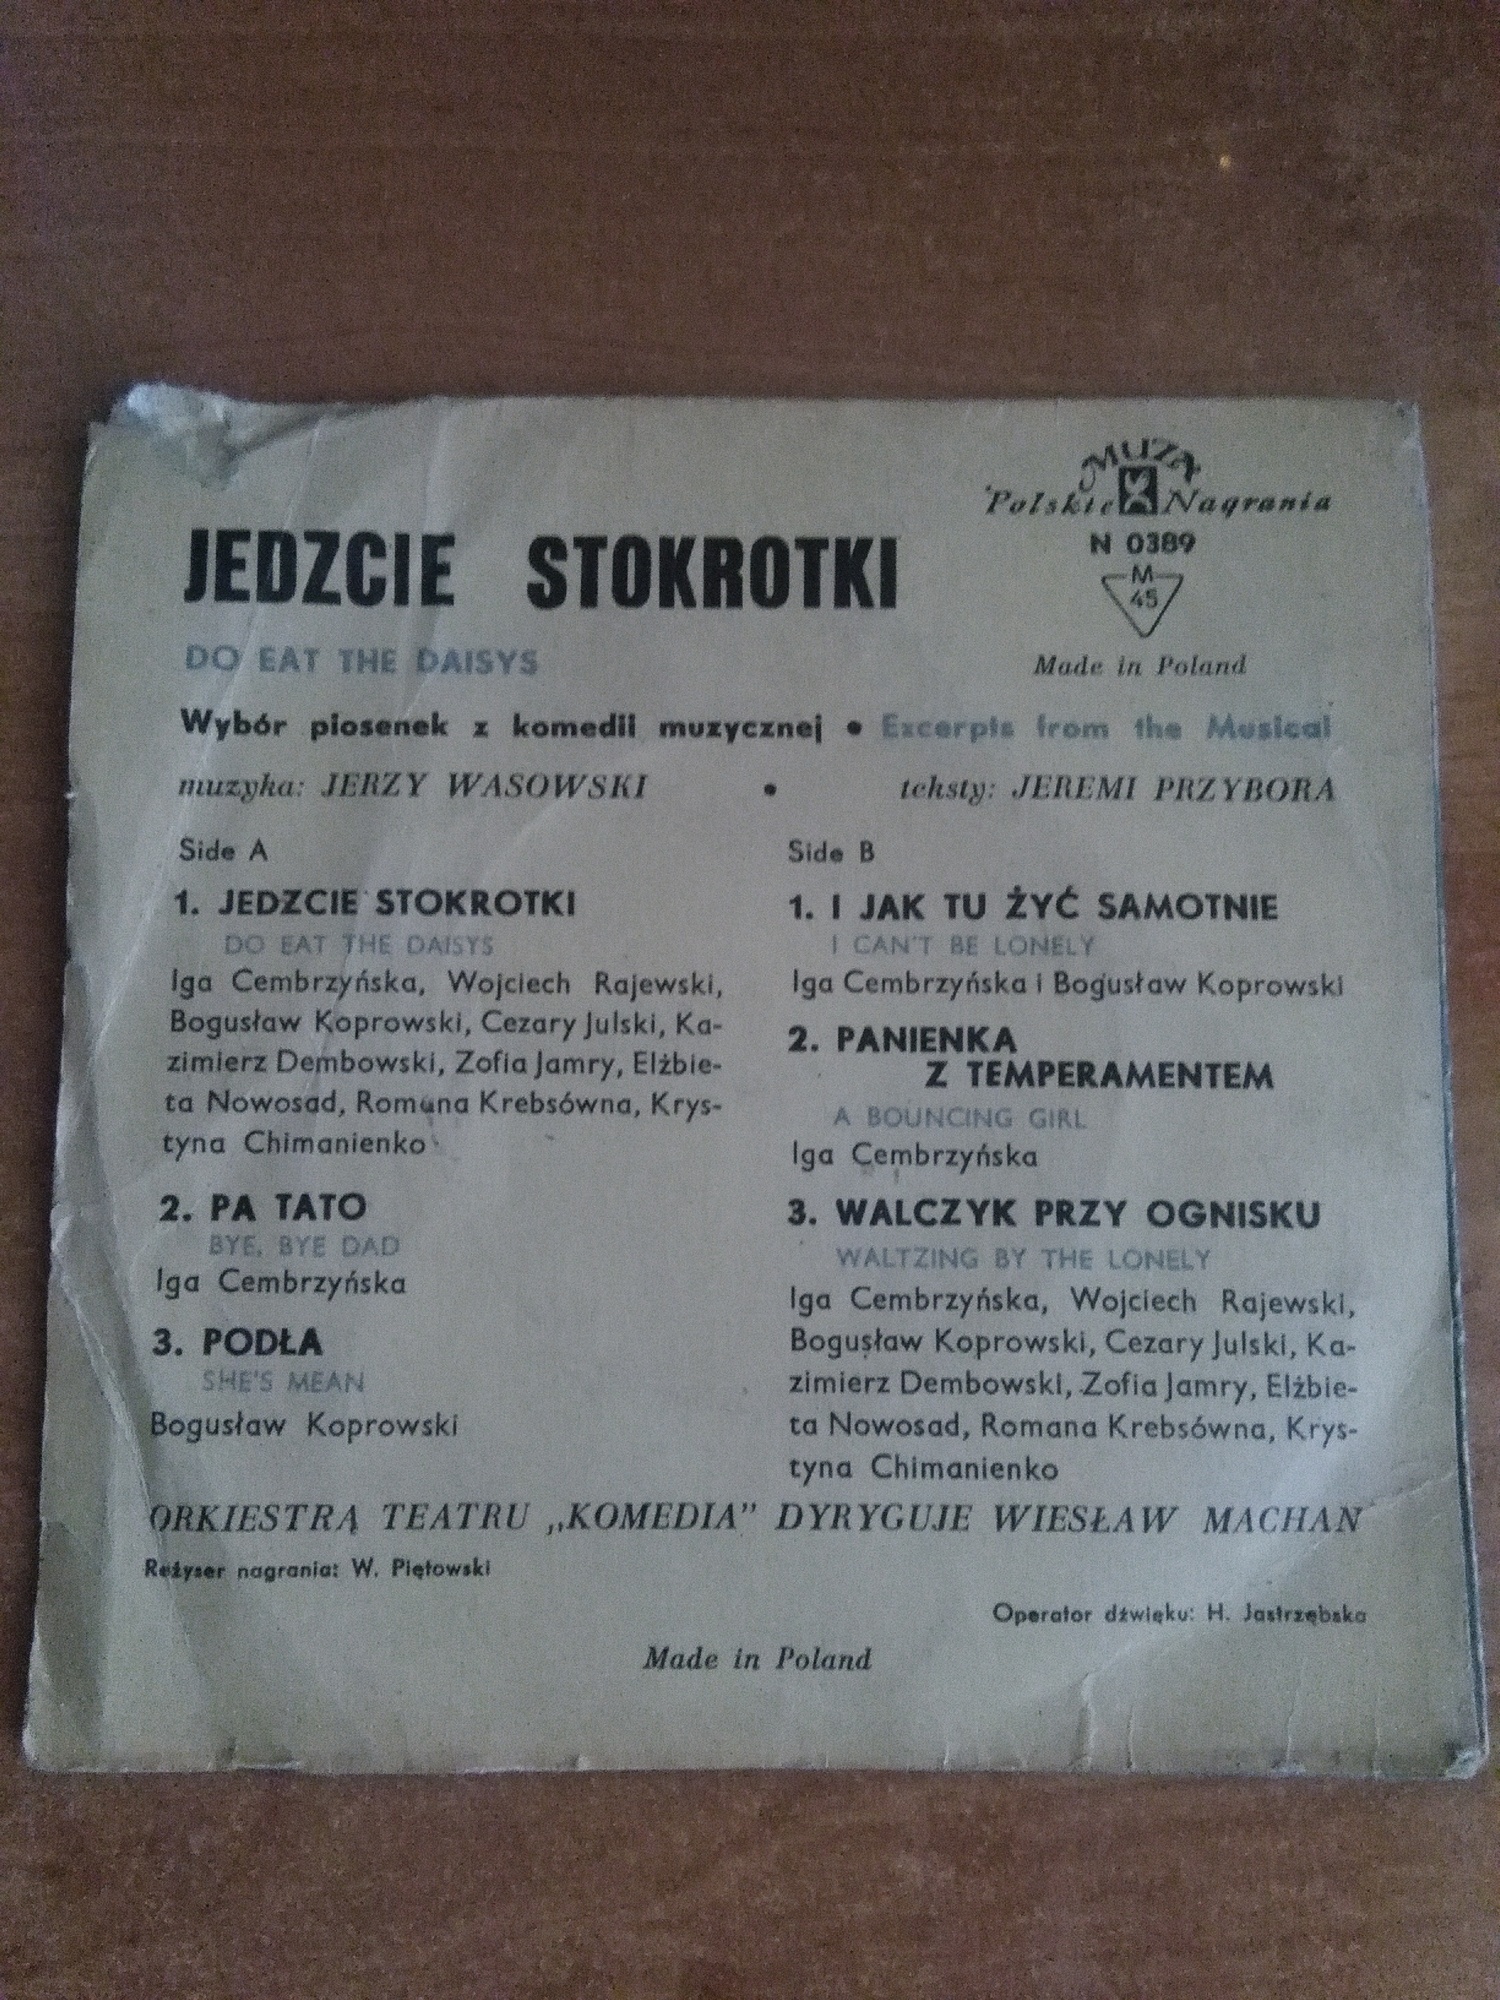 MUZA
Polskie Nagrania
N 0389
M
45
Made in Poland
JEDZCIE STOKROTKI
DO EAT THE DAISYS
Wybór piosenek z komedii muzycznej • Excerpts from the Musical
muzyka: JERZY WASOWSKI • teksty: JEREMI PRZYBORA
Side A
1. JEDZCIE STOKROTKI
DO EAT THE DAISYS
Iga Cembrzyńska, Wojciech Rajewski,
Bogusław Koprowski, Cezary Julski, Ka-
zimierz Dembowski, Zofia Jamry, Elżbie-
ta Nowosad, Romana Krebsówna, Krys-
tyna Chimanienko
2. PA TATO
BYE, BYE DAD
Iga Cembrzyńska
3. PODŁA
SHE'S MEAN
Bogusław Koprowski
Side B
1. I JAK TU ŻYĆ SAMOTNIE
I CAN'T BE LONELY
Iga Cembrzyńska i Bogusław Koprowski
2. PANIENKA
Z TEMPERAMENTEM
A BOUNCING GIRL
Iga Cembrzyńska
3. WALCZYK PRZY OGNISKU
WALTZING BY THE LONELY
Iga Cembrzyńska, Wojciech Rajewski,
Bogusław Koprowski, Cezary Julski, Ka-
zimierz Dembowski, Zofia Jamry, Elżbie-
ta Nowosad, Romana Krebsówna, Krys-
tyna Chimanienko
ORKIESTRĄ TEATRU „KOMEDIA” DYRYGUJE WIESŁAW MACHAN
Reżyser nagrania: W. Piętowski
Operator dźwięku: H. Jastrzębska
Made in Poland